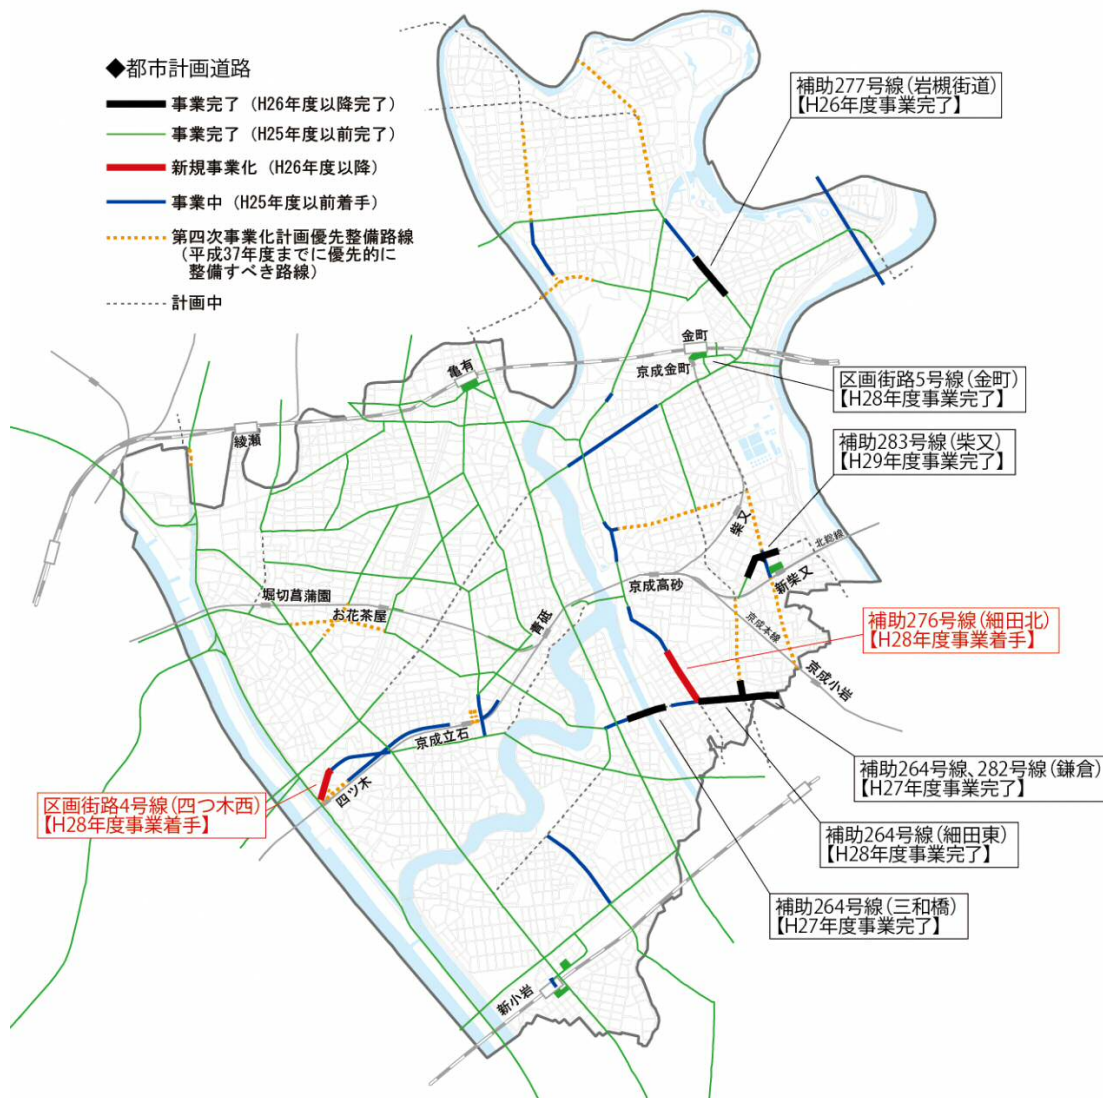 ◆都市計画道路
事業完了（H26年度以降完了）
事業完了（H25年度以前完了）
新規事業化（H26年度以降）
事業中（H25年度以前着手）
第四次事業化計画優先整備路線
（平成37年度までに優先的に
整備すべき路線）
計画中
補助277号線（岩槻街道）
【H26年度事業完了】
金町
京成金町
区画街路5号線（金町）
【H28年度事業完了】
亀有
綾瀬
補助283号線（柴又）
【H29年度事業完了】
柴又
北総線
新柴又
京成高砂
堀切菖蒲園
お花茶屋
青砥
京成本線
京成小岩
補助276号線（細田北）
【H28年度事業着手】
京成立石
四ツ木
区画街路4号線（四つ木西）
【H28年度事業着手】
補助264号線、282号線（鎌倉）
【H27年度事業完了】
補助264号線（細田東）
【H28年度事業完了】
補助264号線（三和橋）
【H27年度事業完了】
新小岩